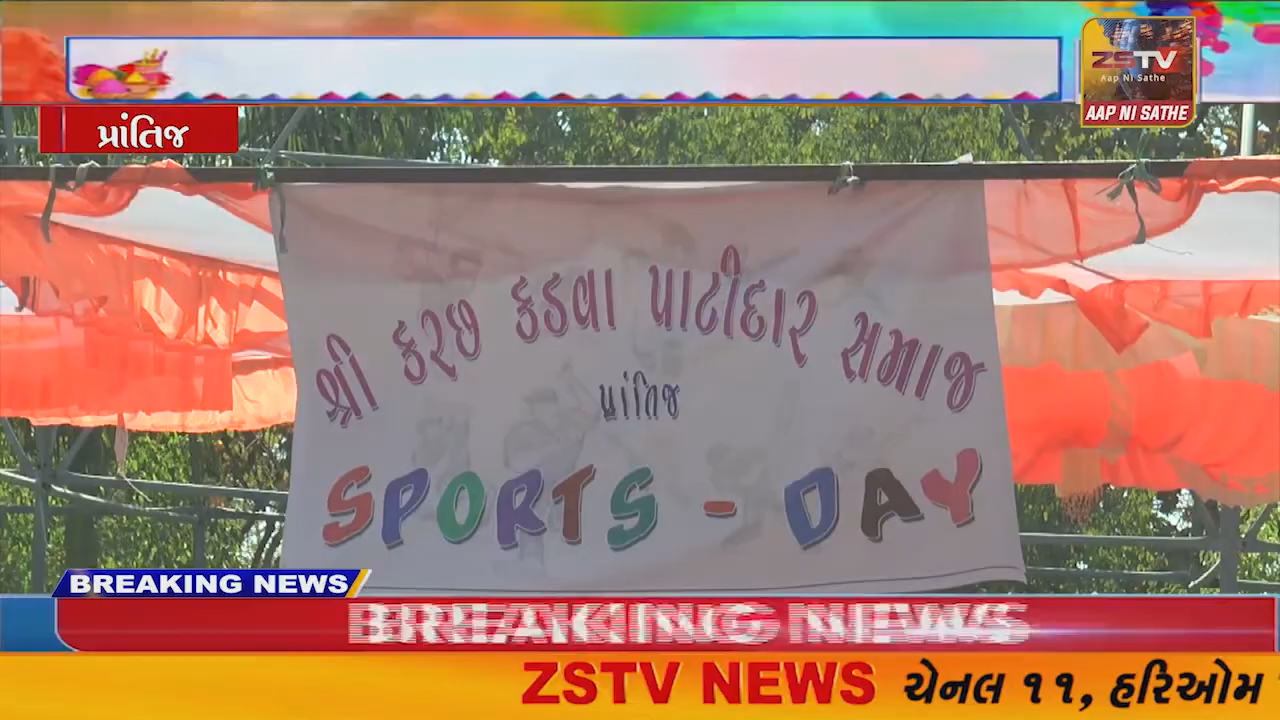 ZSTV
Aap Ni Sathe
AAP NI SATHE
પ્રાંતિજ
શ્રી કચ્છ કડવા પાટીદાર સમાજ
પ્રાંતિજ
SPORTS - DAY
BREAKING NEWS
BREAKING NEWS
ZSTV NEWS ચેનલ ૧૧, હરિઓમ